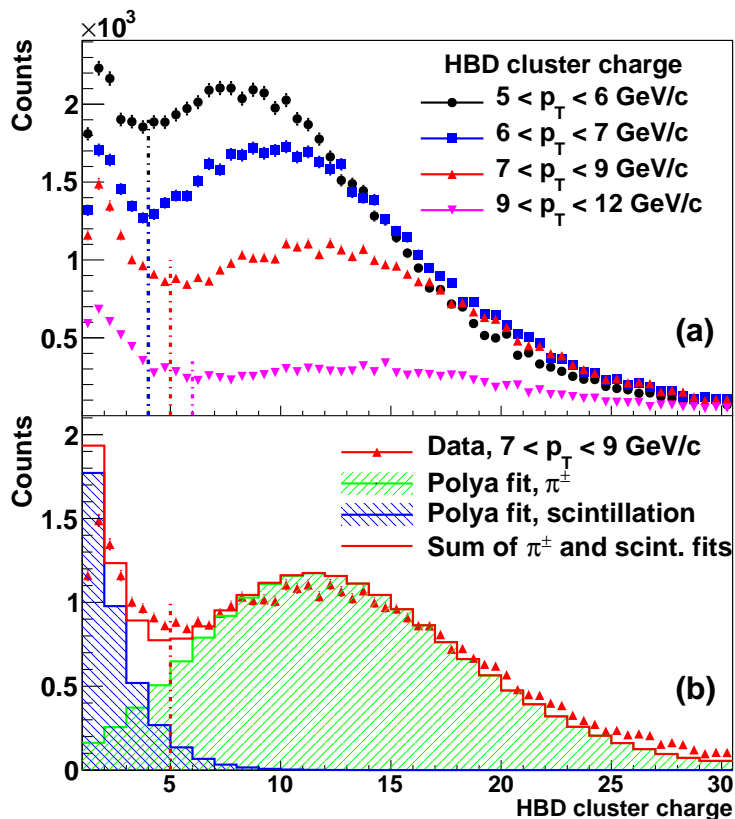 ×10³
Counts
2
1.5
1
0.5
HBD cluster charge
5 < p_T < 6 GeV/c
6 < p_T < 7 GeV/c
7 < p_T < 9 GeV/c
9 < p_T < 12 GeV/c
(a)
Counts
2
1.5
1
0.5
0
Data, 7 < p_T < 9 GeV/c
Polya fit, π±
Polya fit, scintillation
Sum of π± and scint. fits
(b)
5 10 15 20 25 30
HBD cluster charge